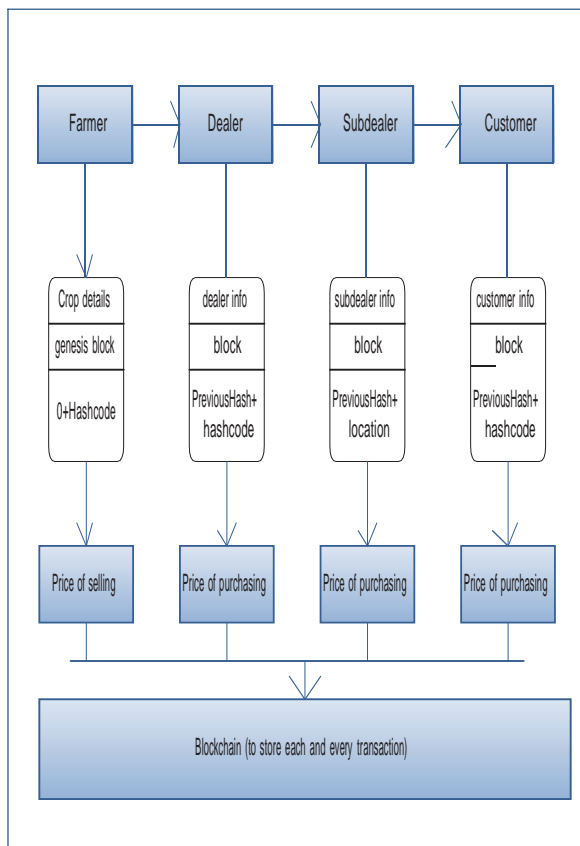 Farmer
Dealer
Subdealer
Customer
Crop details
genesis block
0+Hashcode
dealer info
block
PreviousHash+
hashcode
subdealer info
block
PreviousHash+
location
customer info
block
PreviousHash+
hashcode
Price of selling
Price of purchasing
Price of purchasing
Price of purchasing
Blockchain (to store each and every transaction)